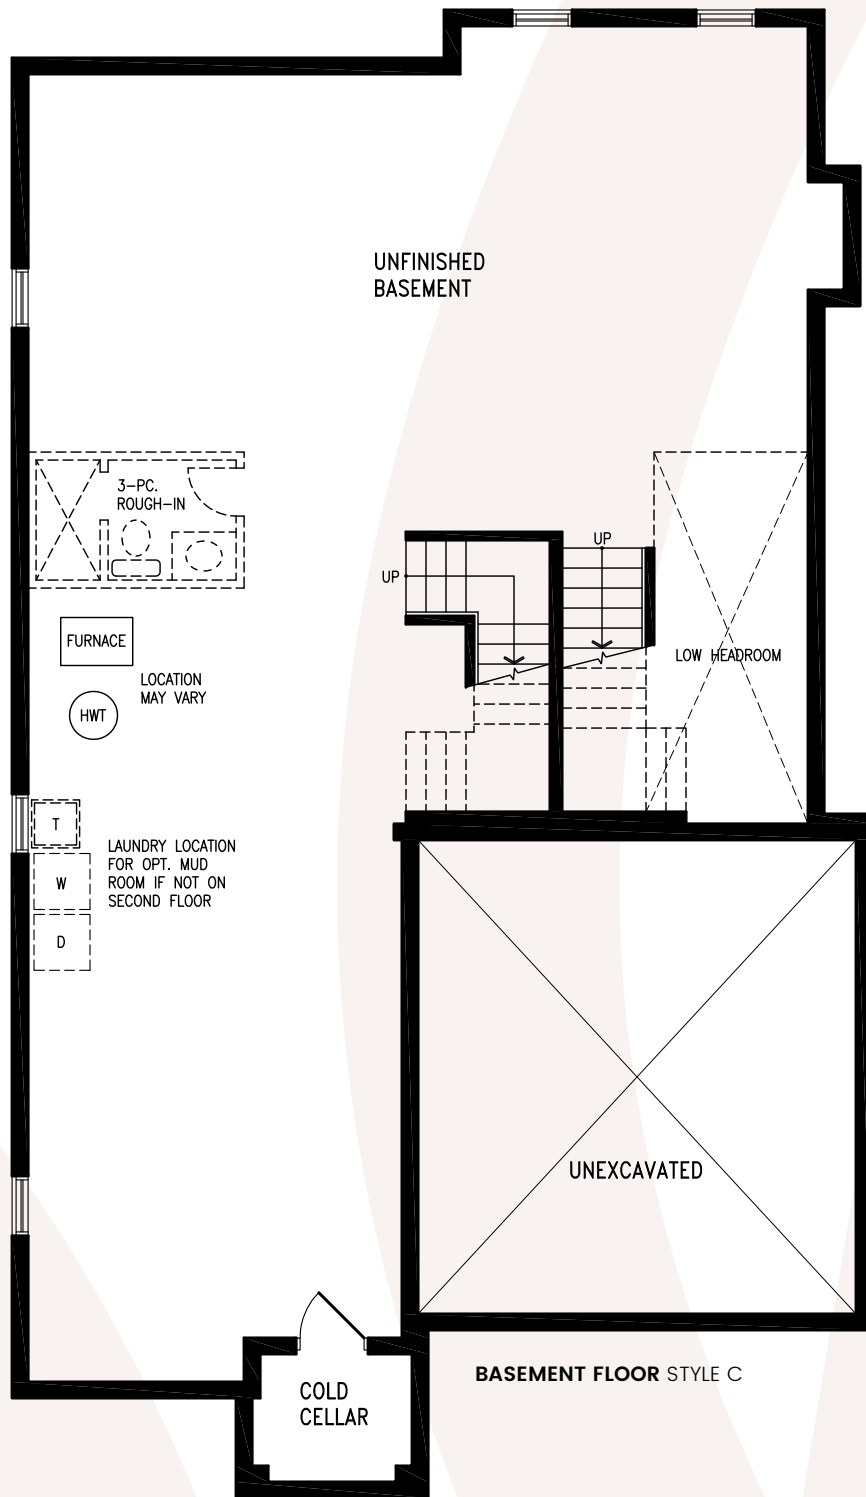 UNFINISHED
BASEMENT
3-PC.
ROUGH-IN
UP
UP
FURNACE
LOCATION
MAY VARY
HWT
LOW HEADROOM
T
W
D
LAUNDRY LOCATION
FOR OPT. MUD
ROOM IF NOT ON
SECOND FLOOR
UNEXCAVATED
COLD
CELLAR
BASEMENT FLOOR STYLE C